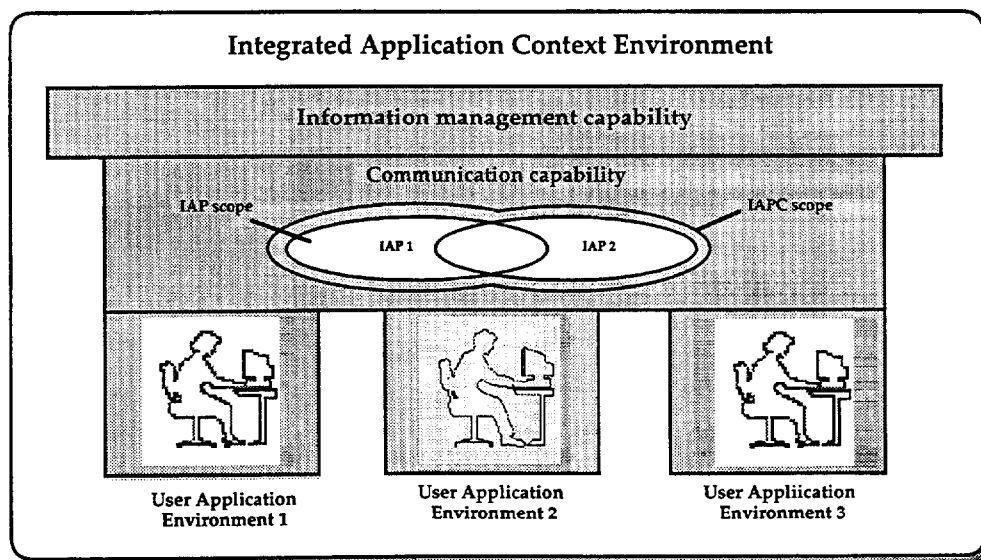 Integrated Application Context Environment
Information management capability
Communication capability
IAP scope
IAPC scope
IAP 1
IAP 2
User Application
Environment 1
User Application
Environment 2
User Appliication
Environment 3